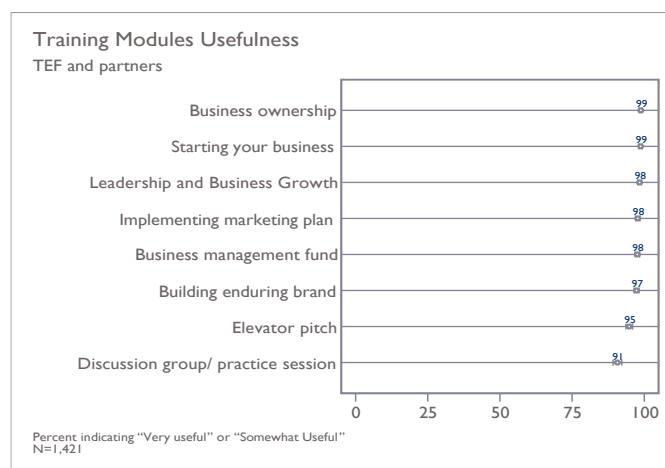 Training Modules Usefulness
TEF and partners
Business ownership 99
Starting your business 99
Leadership and Business Growth 98
Implementing marketing plan 98
Business management fund 98
Building enduring brand 97
Elevator pitch 95
Discussion group/ practice session 91
0 25 50 75 100
Percent indicating “Very useful” or “Somewhat Useful”
N=1,421